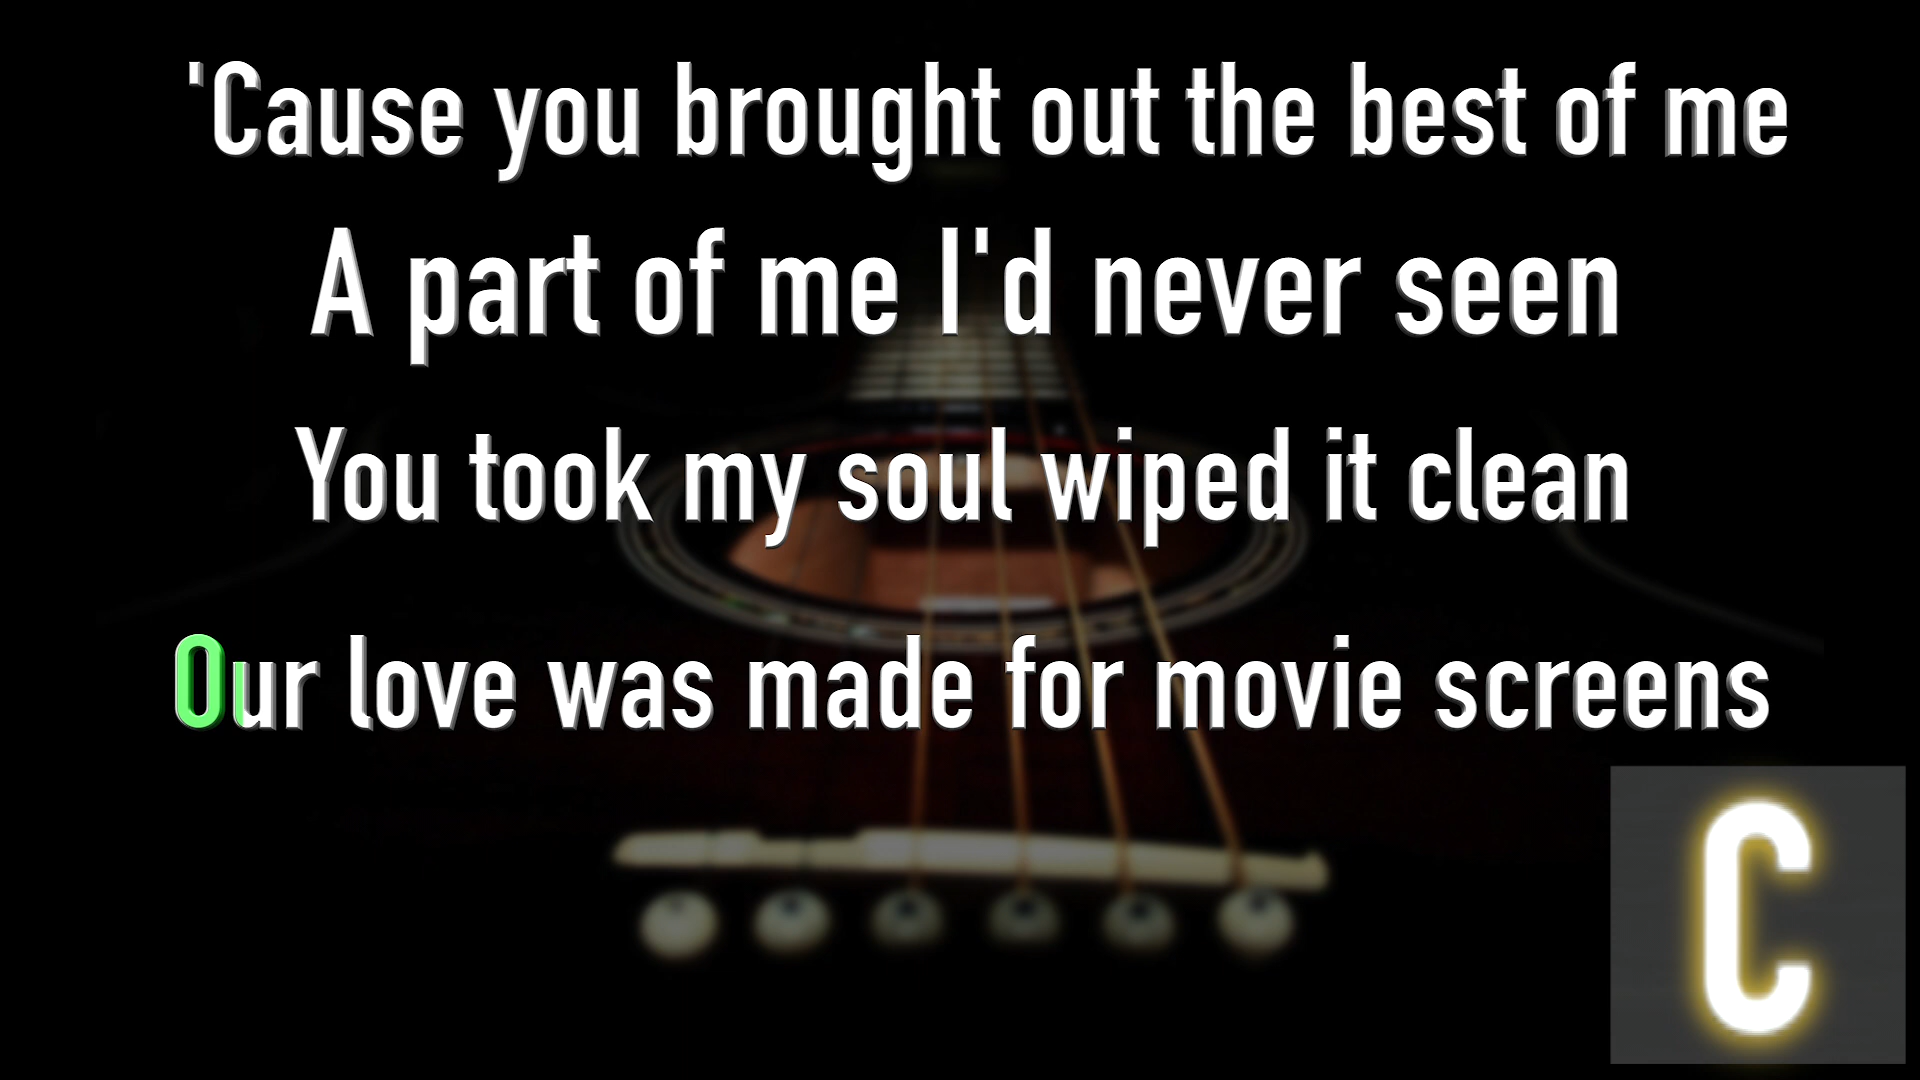 'Cause you brought out the best of me
A part of me I'd never seen
You took my soul wiped it clean
Our love was made for movie screens
C